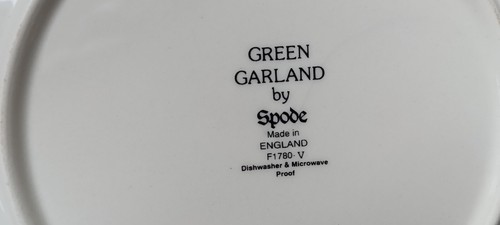 GREEN
GARLAND
by
Spode
Made in
ENGLAND
F1780- V
Dishwasher & Microwave
Proof